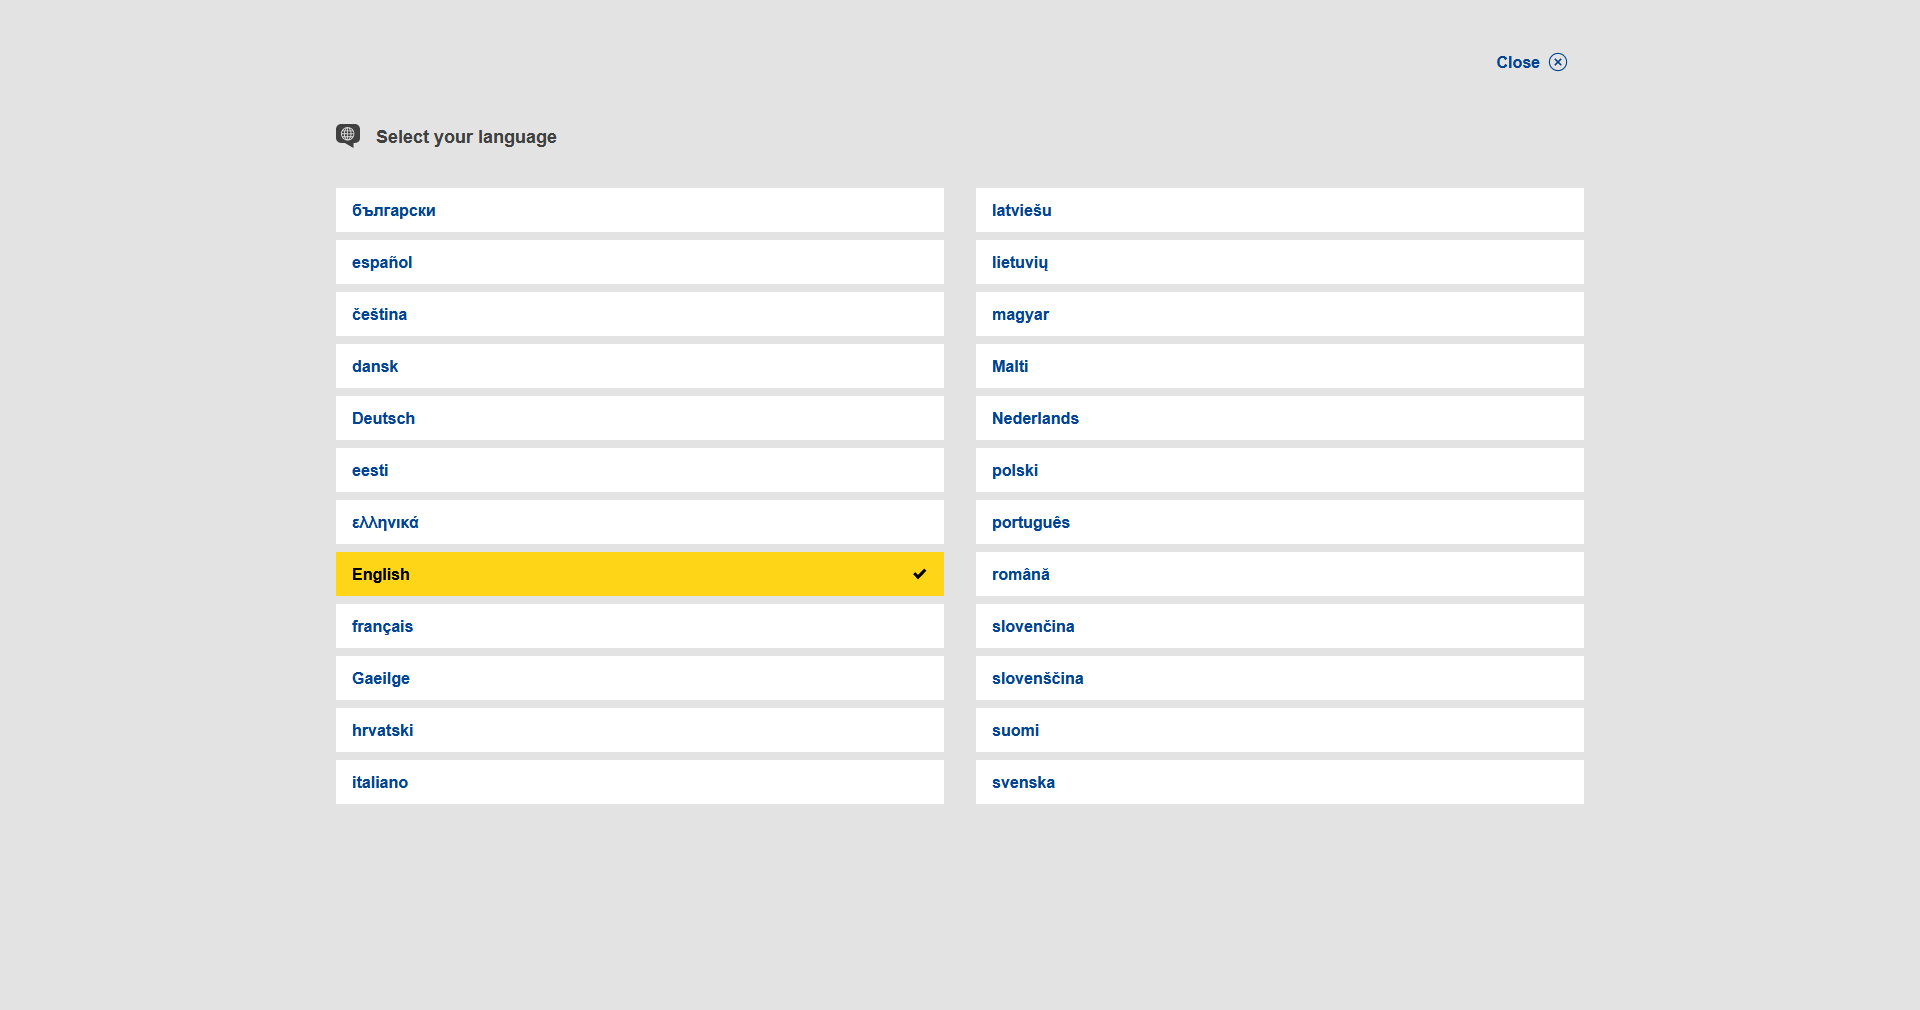 Close
Select your language
български
español
čeština
dansk
Deutsch
eesti
ελληνικά
English
français
Gaeilge
hrvatski
italiano
latviešu
lietuvių
magyar
Malti
Nederlands
polski
português
română
slovenčina
slovenščina
suomi
svenska